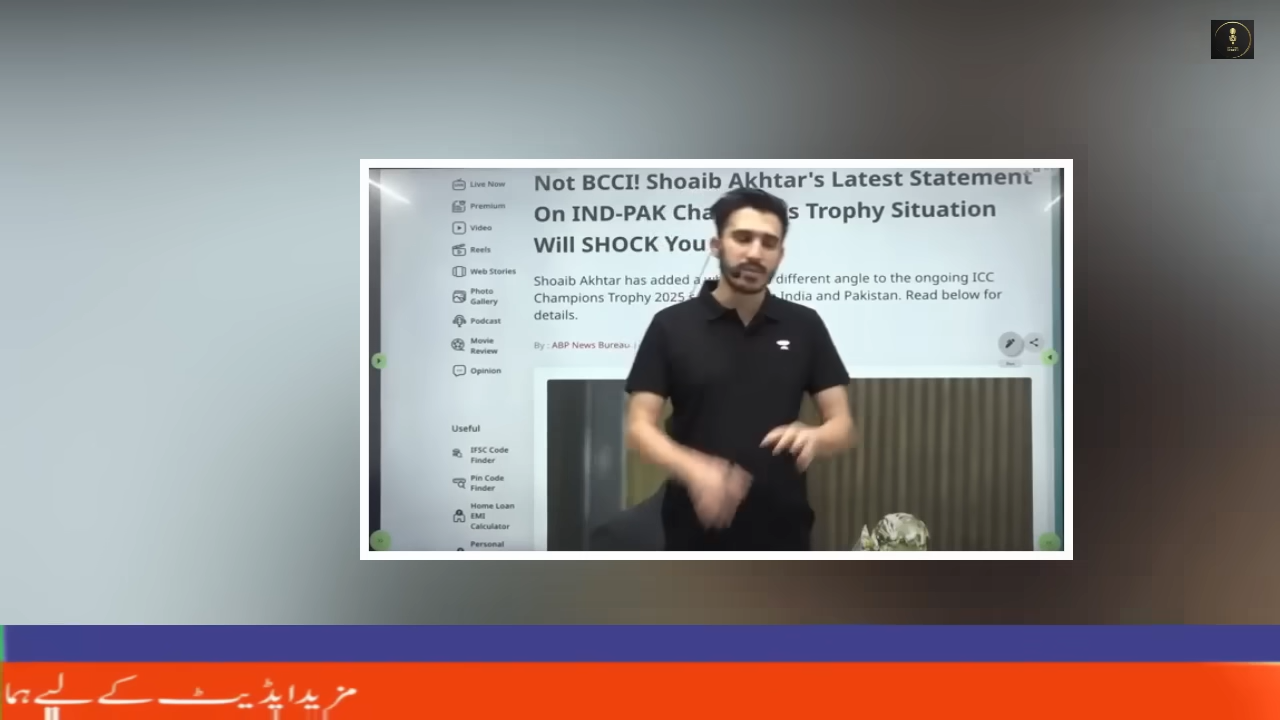 Live Now
Premium
Video
Reels
Web Stories
Photo
Gallery
Podcast
Movie
Review
Opinion
Useful
IFSC Code
Finder
Pin Code
Finder
Home Loan
EMI
Calculator
Personal
Not BCCI! Shoaib Akhtar's Latest Statement
On IND-PAK Cha s Trophy Situation
Will SHOCK You
Shoaib Akhtar has added a different angle to the ongoing ICC
Champions Trophy 2025 India and Pakistan. Read below for
details.
By : ABP News Bureau
مزید اپڈیٹ کے لیے ہما